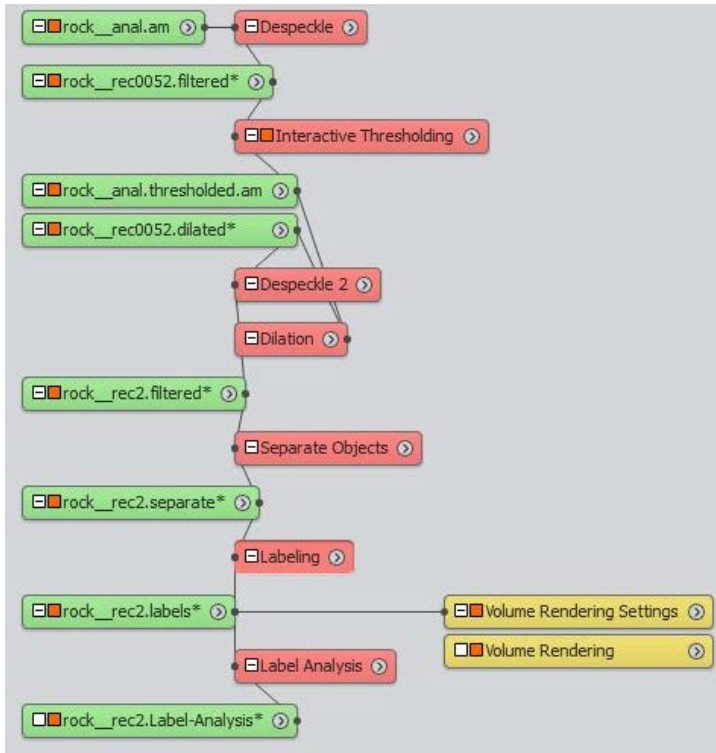 rock__anal.am
Despeckle
rock__rec0052.filtered*
Interactive Thresholding
rock__anal.thresholded.am
rock__rec0052.dilated*
Despeckle 2
Dilation
rock__rec2.filtered*
Separate Objects
rock__rec2.separate*
Labeling
rock__rec2.labels*
Volume Rendering Settings
Volume Rendering
Label Analysis
rock__rec2.Label-Analysis*